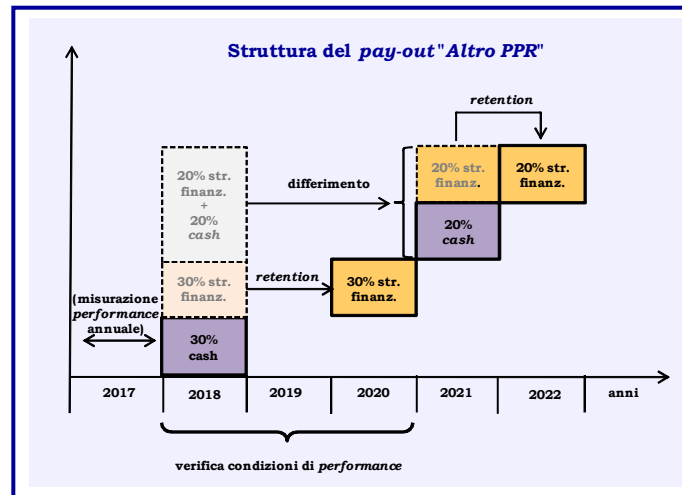 Struttura del pay-out "Altro PPR"
retention
20% str.
finanz.
+
20%
cash
differimento
20% str.
finanz.
20% str.
finanz.
20%
cash
(misurazione
performance
annuale)
30% str.
finanz.
retention
30% str.
finanz.
30%
cash
2017
2018
2019
2020
2021
2022
anni
verifica condizioni di performance